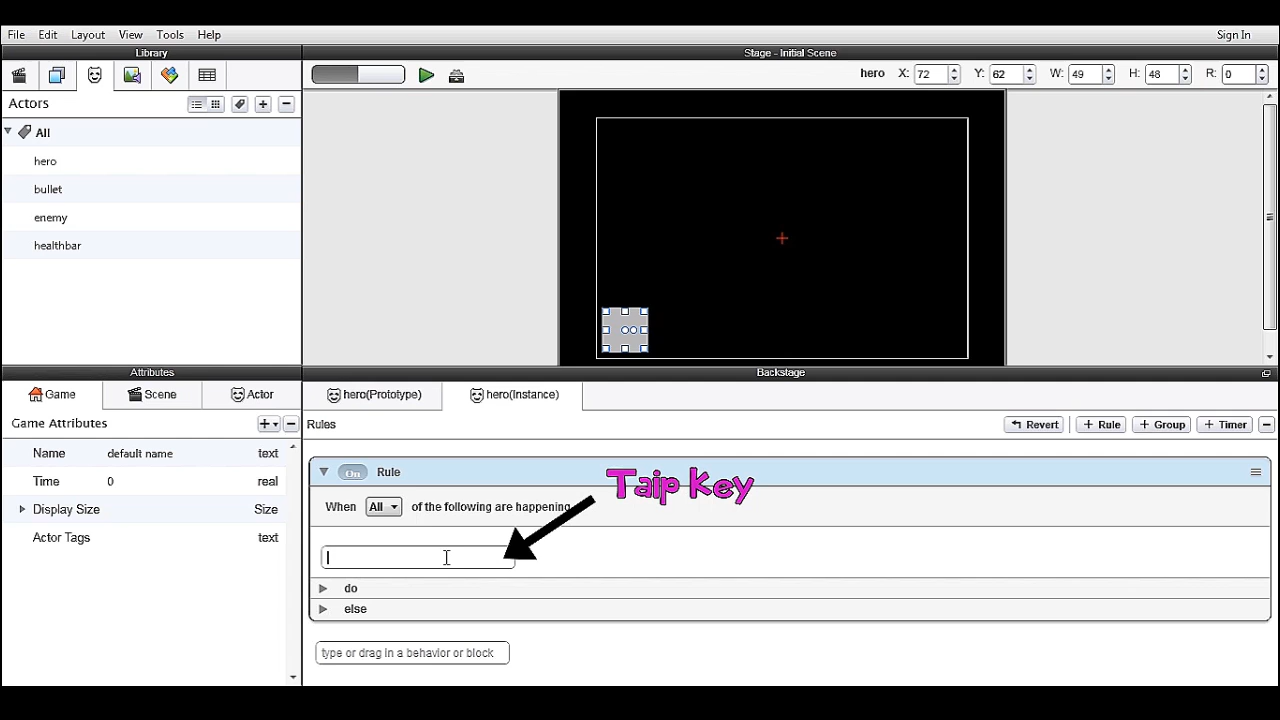 File Edit Layout View Tools Help Sign In
Library Stage - Initial Scene
hero X: 72 Y: 62 W: 49 H: 48 R: 0
Actors
All
hero
bullet
enemy
healthbar
Attributes Backstage
Game Scene Actor hero(Prototype) hero(Instance)
Game Attributes Rules Revert + Rule + Group + Timer
Name default name text
Time 0 real
Display Size Size
Actor Tags text
On Rule
Taip Key
When All of the following are happening
do
else
type or drag in a behavior or block